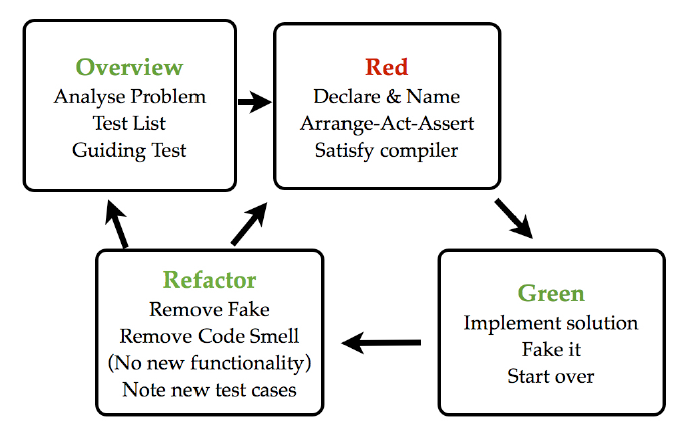 Overview
Analyse Problem
Test List
Guiding Test
Red
Declare & Name
Arrange-Act-Assert
Satisfy compiler
Green
Implement solution
Fake it
Start over
Refactor
Remove Fake
Remove Code Smell
(No new functionality)
Note new test cases